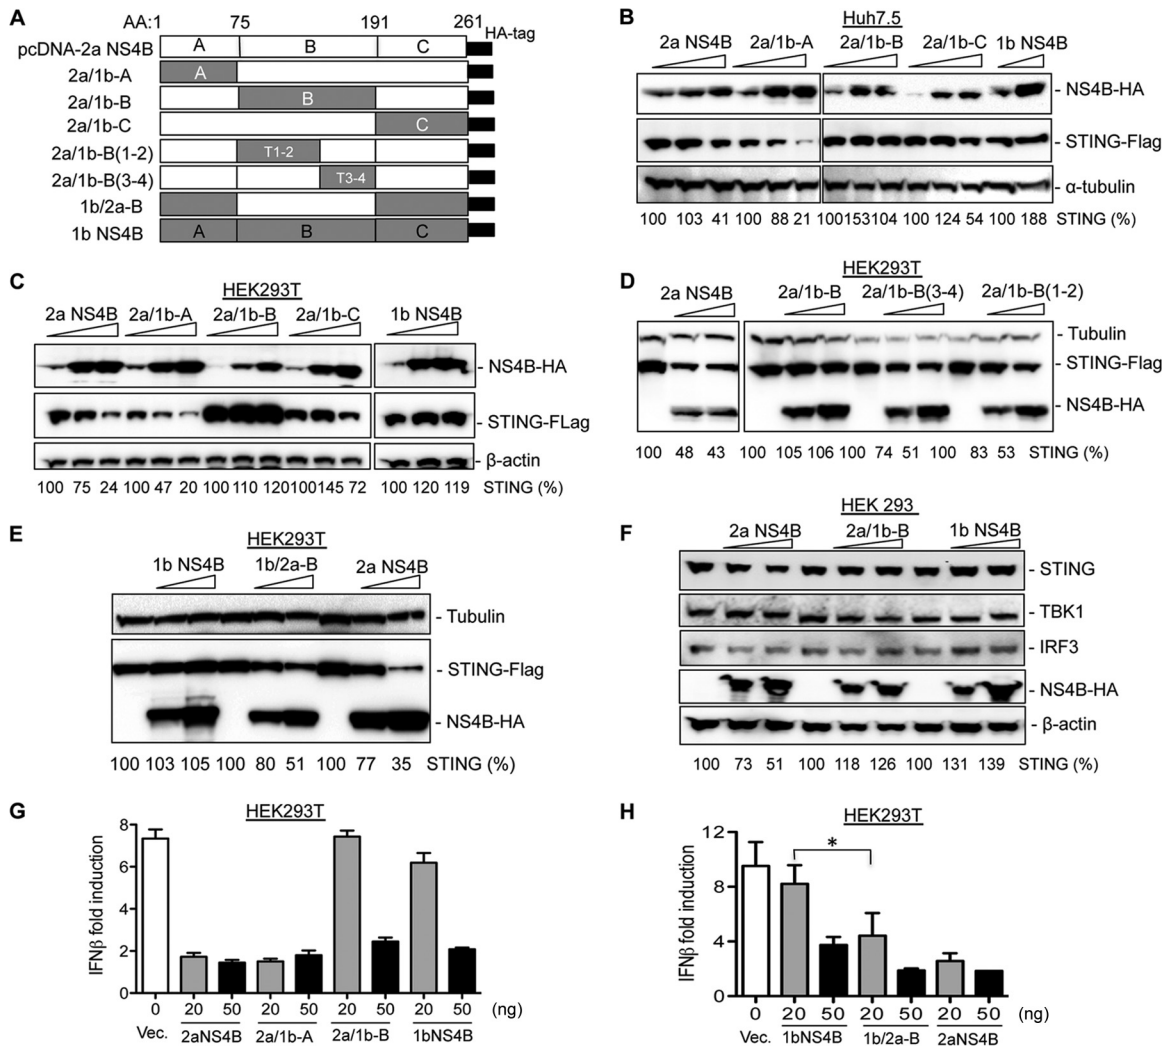 A
AA:1 75 191 261 HA-tag
pcDNA-2a NS4B A B C
2a/1b-A A
2a/1b-B B
2a/1b-C C
2a/1b-B(1-2) T1-2
2a/1b-B(3-4) T3-4
1b/2a-B
1b NS4B A B C
B
Huh7.5
2a NS4B 2a/1b-A 2a/1b-B 2a/1b-C 1b NS4B
- NS4B-HA
- STING-Flag
- α-tubulin
100 103 41 100 88 21 100 153 104 100 124 54 100 188 STING (%)
C
HEK293T
2a NS4B 2a/1b-A 2a/1b-B 2a/1b-C 1b NS4B
- NS4B-HA
- STING-FLag
- β-actin
100 75 24 100 47 20 100 110 120 100 145 72 100 120 119 STING (%)
D
HEK293T
2a NS4B 2a/1b-B 2a/1b-B(3-4) 2a/1b-B(1-2)
- Tubulin
- STING-Flag
- NS4B-HA
100 48 43 100 105 106 100 74 51 100 83 53 STING (%)
E
HEK293T
1b NS4B 1b/2a-B 2a NS4B
- Tubulin
- STING-Flag
- NS4B-HA
100 103 105 100 80 51 100 77 35 STING (%)
F
HEK 293
2a NS4B 2a/1b-B 1b NS4B
- STING
- TBK1
- IRF3
- NS4B-HA
- β-actin
100 73 51 100 118 126 100 131 139 STING (%)
G
HEK293T
IFNβ fold induction
8
6
4
2
0
0 20 50 20 50 20 50 20 50 (ng)
Vec. 2aNS4B 2a/1b-A 2a/1b-B 1bNS4B
H
HEK293T
IFNβ fold induction
12
8
4
0
*
0 20 50 20 50 20 50 (ng)
Vec. 1bNS4B 1b/2a-B 2aNS4B